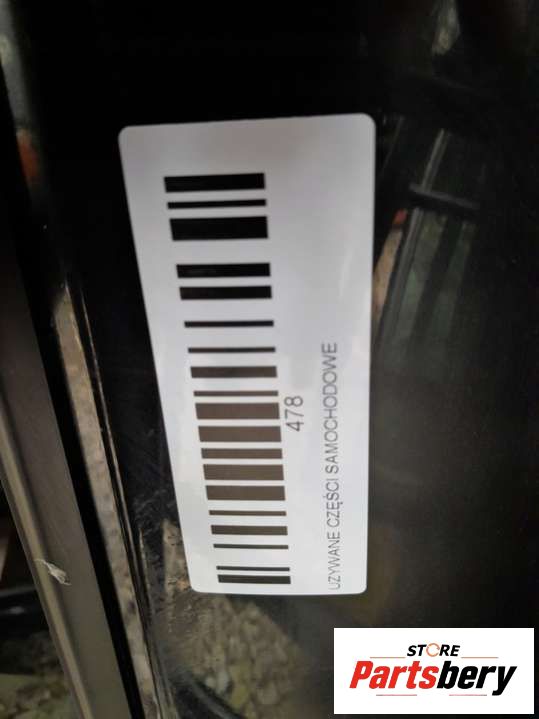 478
UZYWANE CZĘŚCI SAMOCHODOWE
STORE
Partsbery